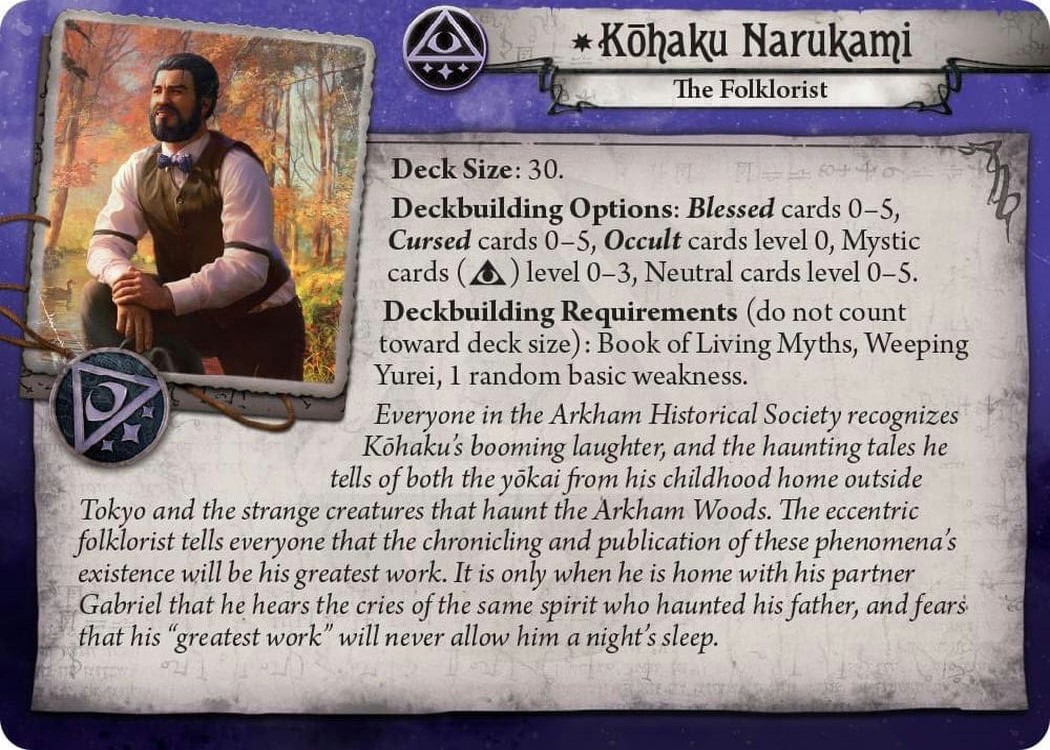 ✷Kōhaku Narukami
The Folklorist
Deck Size: 30.
Deckbuilding Options: Blessed cards 0–5,
Cursed cards 0–5, Occult cards level 0, Mystic
cards ( ) level 0–3, Neutral cards level 0–5.
Deckbuilding Requirements (do not count
toward deck size): Book of Living Myths, Weeping
Yurei, 1 random basic weakness.
Everyone in the Arkham Historical Society recognizes
Kōhaku’s booming laughter, and the haunting tales he
tells of both the yōkai from his childhood home outside
Tokyo and the strange creatures that haunt the Arkham Woods. The eccentric
folklorist tells everyone that the chronicling and publication of these phenomena’s
existence will be his greatest work. It is only when he is home with his partner
Gabriel that he hears the cries of the same spirit who haunted his father, and fears
that his “greatest work” will never allow him a night’s sleep.